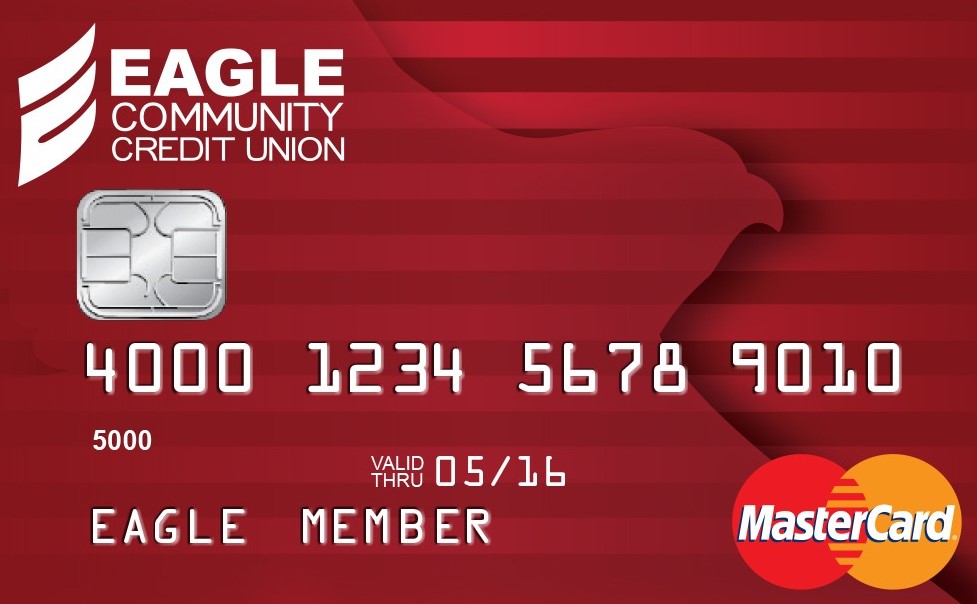 EAGLE
COMMUNITY
CREDIT UNION
4000 1234 5678 9010
5000
VALID
THRU 05/16
EAGLE MEMBER
MasterCard